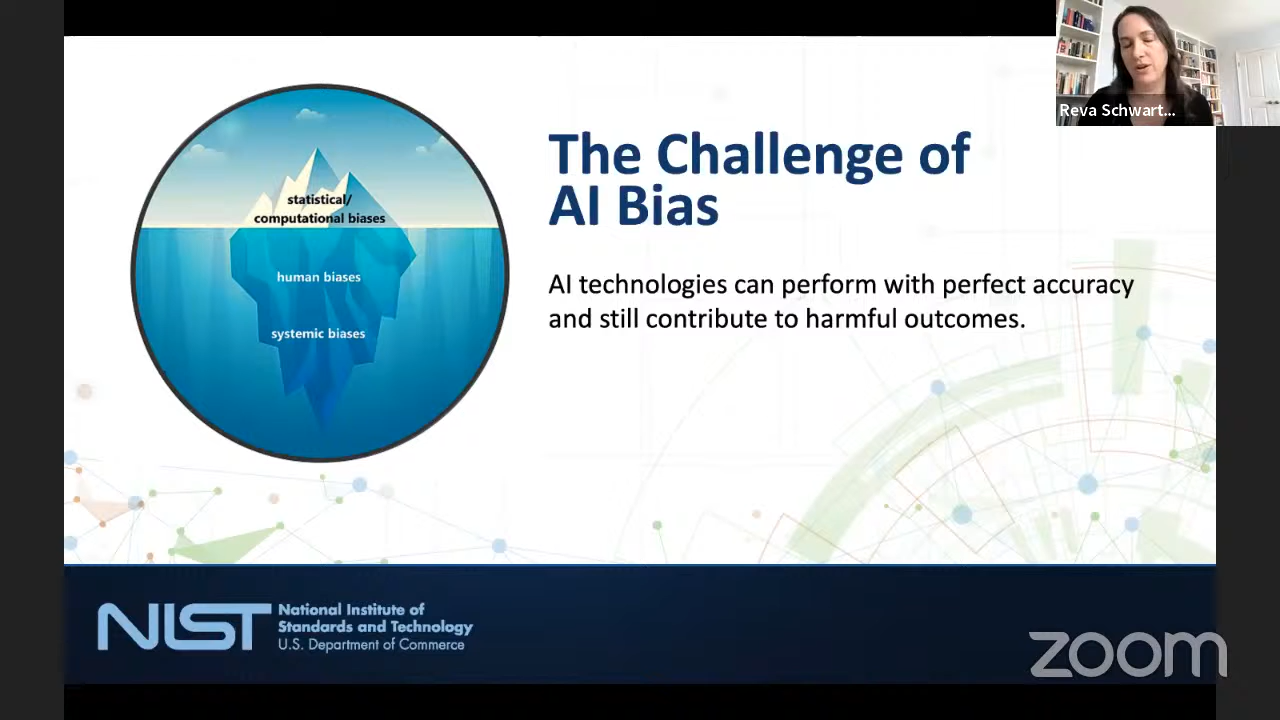 Reva Schwart...
The Challenge of
AI Bias
statistical/
computational biases
human biases
systemic biases
AI technologies can perform with perfect accuracy
and still contribute to harmful outcomes.
NIST
National Institute of
Standards and Technology
U.S. Department of Commerce
zoom